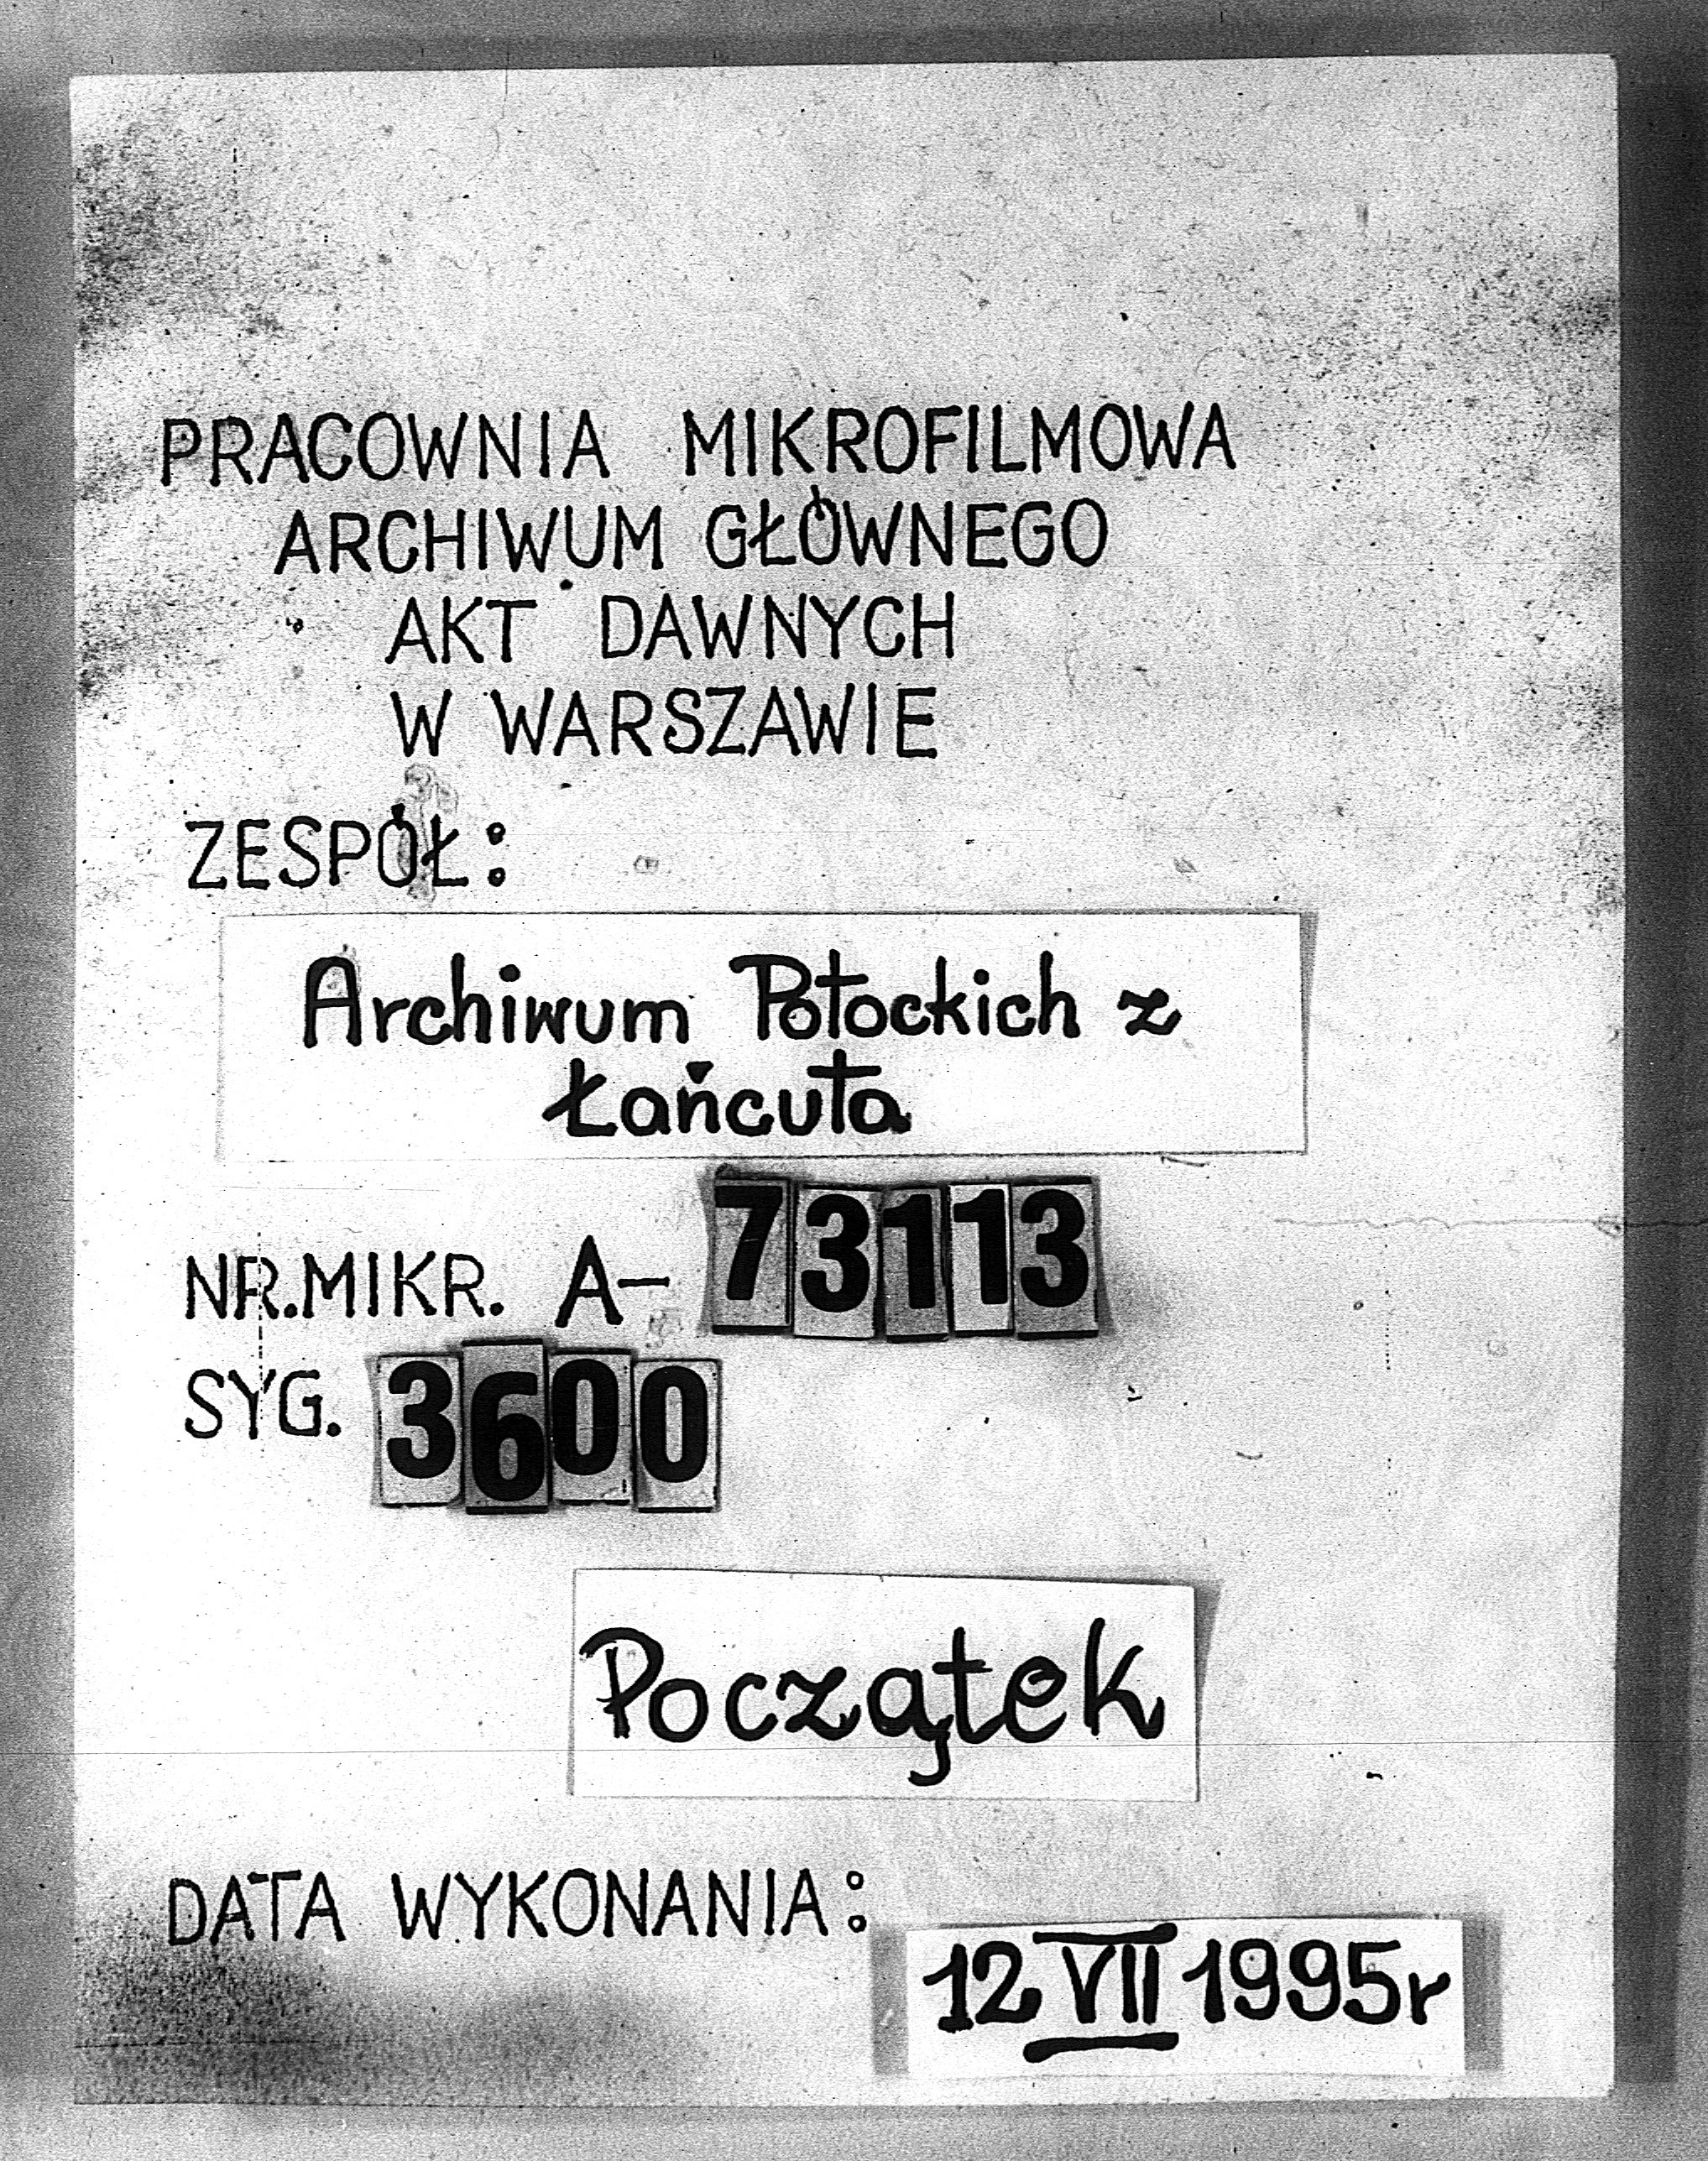 PRACOWNIA MIKROFILMOWA
ARCHIWUM GŁÓWNEGO
AKT DAWNYCH
W WARSZAWIE
ZESPÓŁ:
Archiwum Potockich z
Łańcuta
NR.MIKR. A- 73113
SYG. 3600
Początek
DATA WYKONANIA:
12 VII 1995r